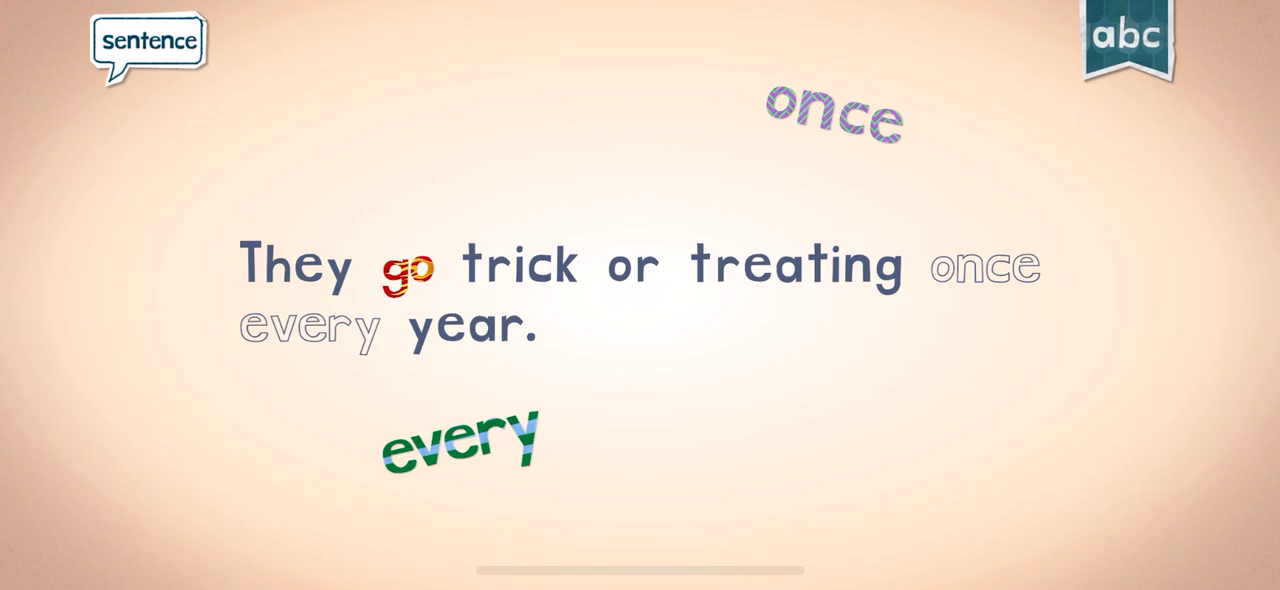 sentence
abc
once
They go trick or treating once
every year.
every